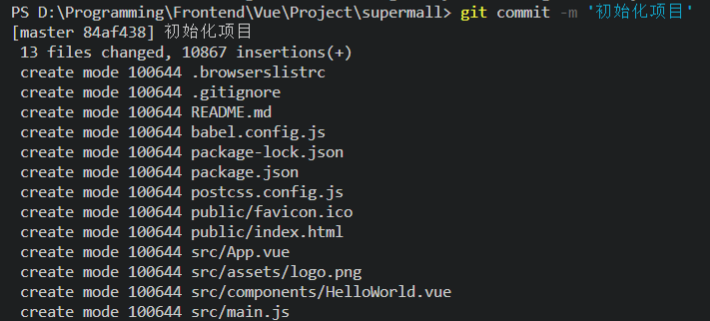 PS D:\Programming\Frontend\Vue\Project\supermall> git commit -m '初始化项目'
[master 84af438] 初始化项目
 13 files changed, 10867 insertions(+)
 create mode 100644 .browserslistrc
 create mode 100644 .gitignore
 create mode 100644 README.md
 create mode 100644 babel.config.js
 create mode 100644 package-lock.json
 create mode 100644 package.json
 create mode 100644 postcss.config.js
 create mode 100644 public/favicon.ico
 create mode 100644 public/index.html
 create mode 100644 src/App.vue
 create mode 100644 src/assets/logo.png
 create mode 100644 src/components/HelloWorld.vue
 create mode 100644 src/main.js